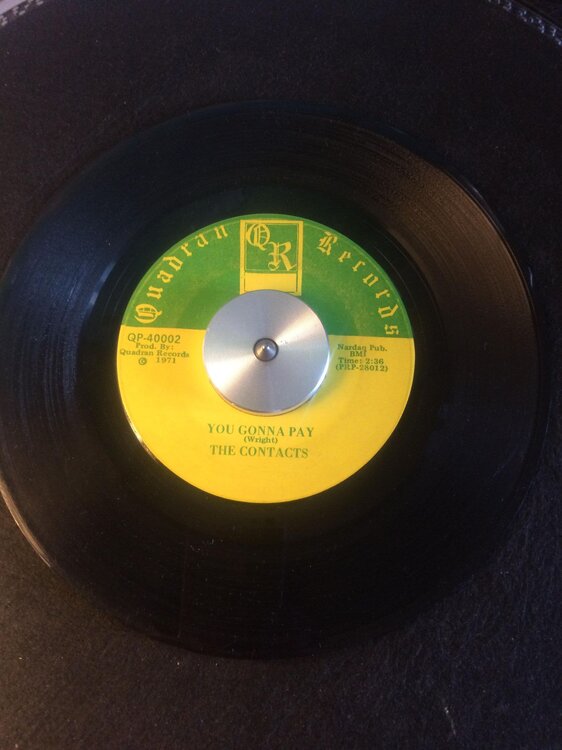 Quadran QR Records
QP-40002
Prod. By:
Quadran Records
© 1971
Nardaq Pub.
BMI
Time: 2:36
(PRP-28012)
YOU GONNA PAY
(Wright)
THE CONTACTS